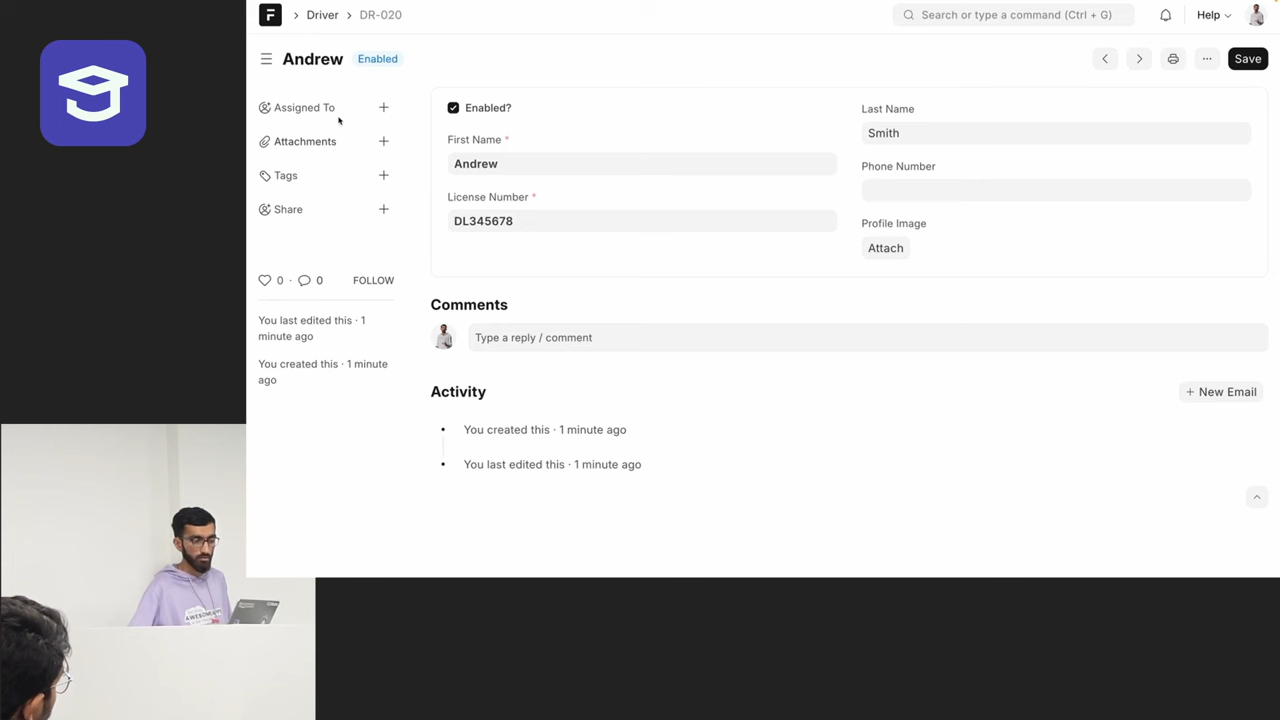 F
Driver
DR-020
Search or type a command (Ctrl + G)
Help
Andrew
Enabled
...
Save
Assigned To
Attachments
Tags
Share
0 · 0
FOLLOW
You last edited this · 1
minute ago
You created this · 1 minute
ago
Enabled?
First Name *
Andrew
License Number *
DL345678
Last Name
Smith
Phone Number
Profile Image
Attach
Comments
Type a reply / comment
Activity
+ New Email
You created this · 1 minute ago
You last edited this · 1 minute ago
AWESOME